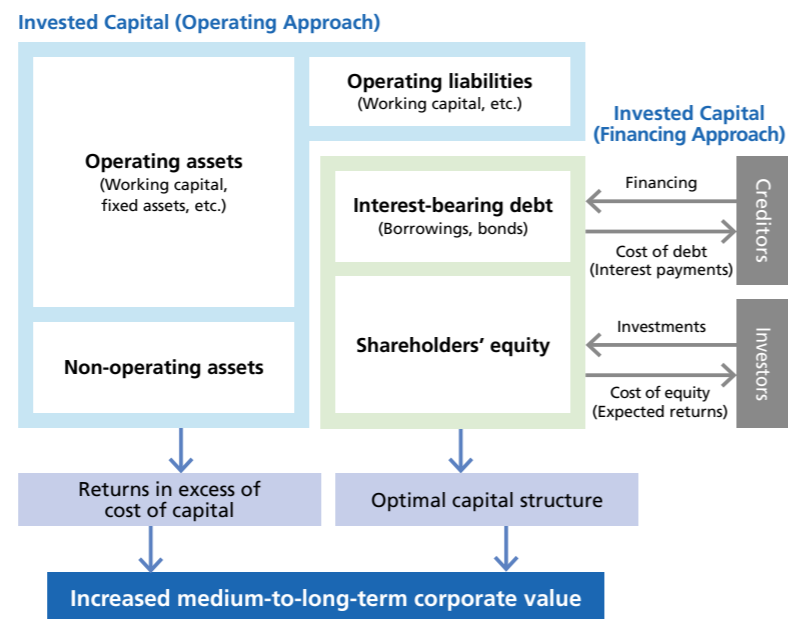 Invested Capital (Operating Approach)
Operating assets
(Working capital,
fixed assets, etc.)
Non-operating assets
Operating liabilities
(Working capital, etc.)
Invested Capital
(Financing Approach)
Interest-bearing debt
(Borrowings, bonds)
Shareholders’ equity
Financing
Cost of debt
(Interest payments)
Creditors
Investments
Cost of equity
(Expected returns)
Investors
Returns in excess of
cost of capital
Optimal capital structure
Increased medium-to-long-term corporate value